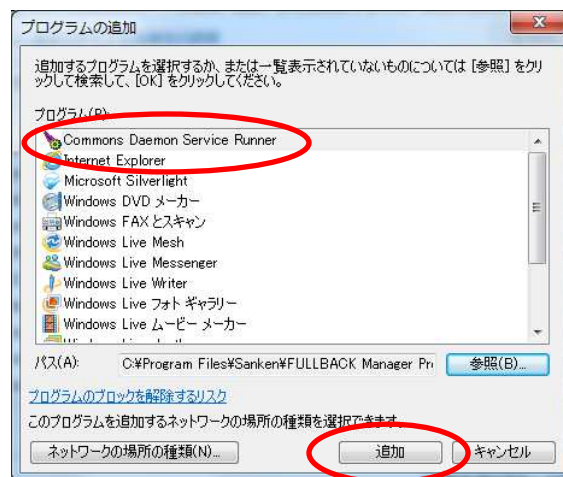 プログラムの追加
追加するプログラムを選択するか、または一覧表示されていないものについては [参照] をクリ
ックして検索して、[OK] をクリックしてください。
プログラム(P):
Commons Daemon Service Runner
Internet Explorer
Microsoft Silverlight
Windows DVD メーカー
Windows FAX とスキャン
Windows Live Mesh
Windows Live Messenger
Windows Live Writer
Windows Live フォト ギャラリー
Windows Live ムービー メーカー
パス(A):
C:¥Program Files¥Sanken¥FULLBACK Manager Pr
参照(B)...
プログラムのブロックを解除するリスク
このプログラムを追加するネットワークの場所の種類を選択できます。
ネットワークの場所の種類(N)...
追加
キャンセル